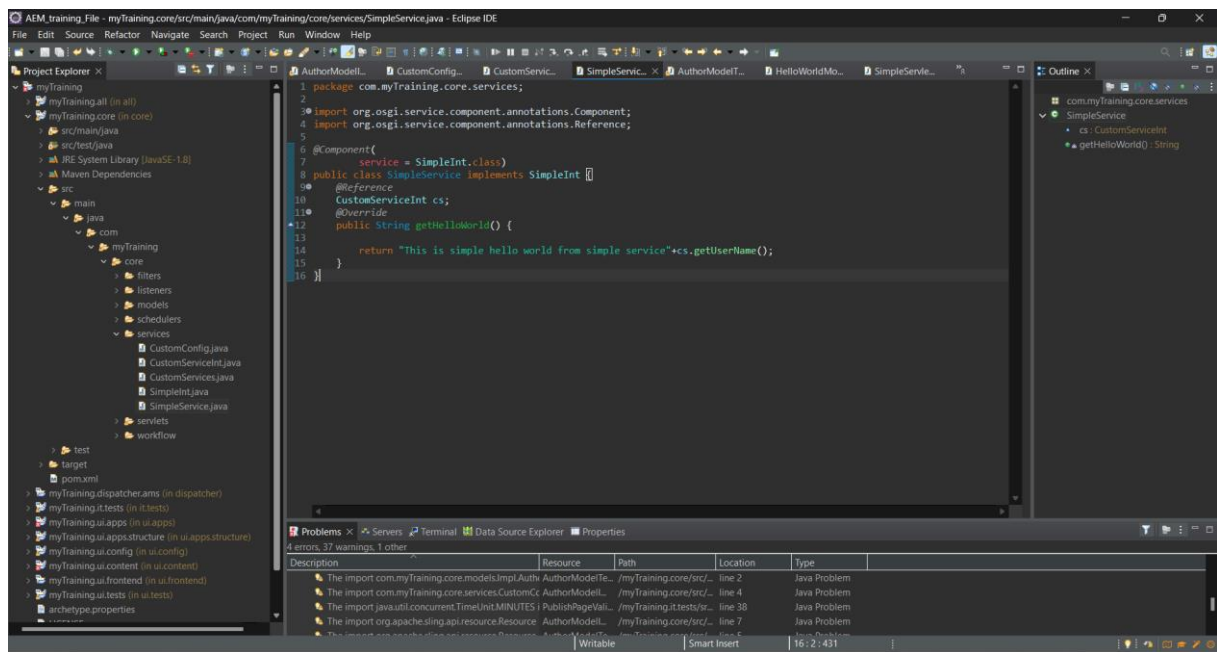 AEM_training_File - myTraining.core/src/main/java/com/myTraining/core/services/SimpleService.java - Eclipse IDE
File Edit Source Refactor Navigate Search Project Run Window Help
Project Explorer
AuthorModelI... CustomConfig... CustomServic... SimpleServic... AuthorModelT... HelloWorldMo... SimpleServle...
Outline
myTraining
myTraining.all (in all)
myTraining.core (in core)
src/main/java
src/test/java
JRE System Library [JavaSE-1.8]
Maven Dependencies
src
main
java
com
myTraining
core
filters
listeners
models
schedulers
services
CustomConfig.java
CustomServiceInt.java
CustomServices.java
SimpleInt.java
SimpleService.java
servlets
workflow
test
target
pom.xml
myTraining.dispatcher.ams (in dispatcher)
myTraining.it.tests (in it.tests)
myTraining.ui.apps (in ui.apps)
myTraining.ui.apps.structure (in ui.apps.structure)
myTraining.ui.config (in ui.config)
myTraining.ui.content (in ui.content)
myTraining.ui.frontend (in ui.frontend)
myTraining.ui.tests (in ui.tests)
archetype.properties
1 package com.myTraining.core.services;
2
3 import org.osgi.service.component.annotations.Component;
4 import org.osgi.service.component.annotations.Reference;
5
6 @Component(
7 service = SimpleInt.class)
8 public class SimpleService implements SimpleInt {
9 @Reference
10 CustomServiceInt cs;
11 @Override
12 public String getHelloWorld() {
13
14 return "This is simple hello world from simple service"+cs.getUserName();
15 }
16 }
com.myTraining.core.services
SimpleService
cs : CustomServiceInt
getHelloWorld() : String
Problems Servers Terminal Data Source Explorer Properties
4 errors, 37 warnings, 1 other
Description Resource Path Location Type
The import com.myTraining.core.models.Impl.Auth AuthorModelTe... /myTraining.core/src/... line 2 Java Problem
The import com.myTraining.core.services.CustomCo AuthorModelTe... /myTraining.core/src/... line 4 Java Problem
The import java.util.concurrent.TimeUnit.MINUTES i PublishPageVali... /myTraining.it.tests/sr... line 38 Java Problem
The import org.apache.sling.api.resource.Resource AuthorModelI... /myTraining.core/src/... line 7 Java Problem
Writable Smart Insert 16 : 2 : 431